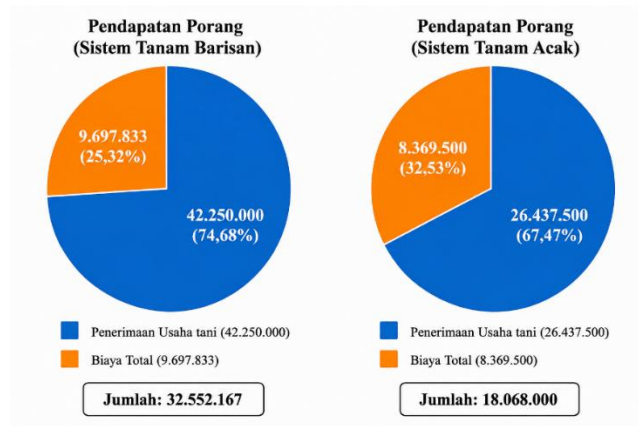 Pendapatan Porang
(Sistem Tanam Barisan)
9.697.833
(25,32%)
42.250.000
(74,68%)
Penerimaan Usaha tani (42.250.000)
Biaya Total (9.697.833)
Jumlah: 32.552.167
Pendapatan Porang
(Sistem Tanam Acak)
8.369.500
(32,53%)
26.437.500
(67,47%)
Penerimaan Usaha tani (26.437.500)
Biaya Total (8.369.500)
Jumlah: 18.068.000